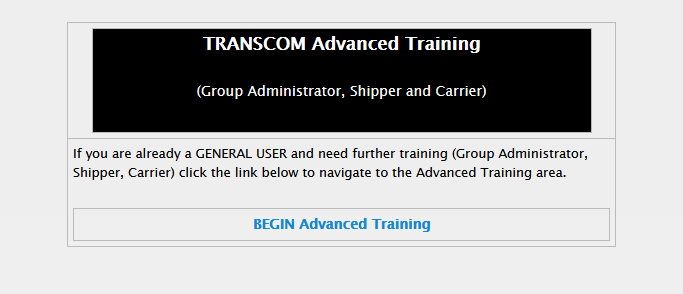 TRANSCOM Advanced Training
(Group Administrator, Shipper and Carrier)
If you are already a GENERAL USER and need further training (Group Administrator,
Shipper, Carrier) click the link below to navigate to the Advanced Training area.
BEGIN Advanced Training